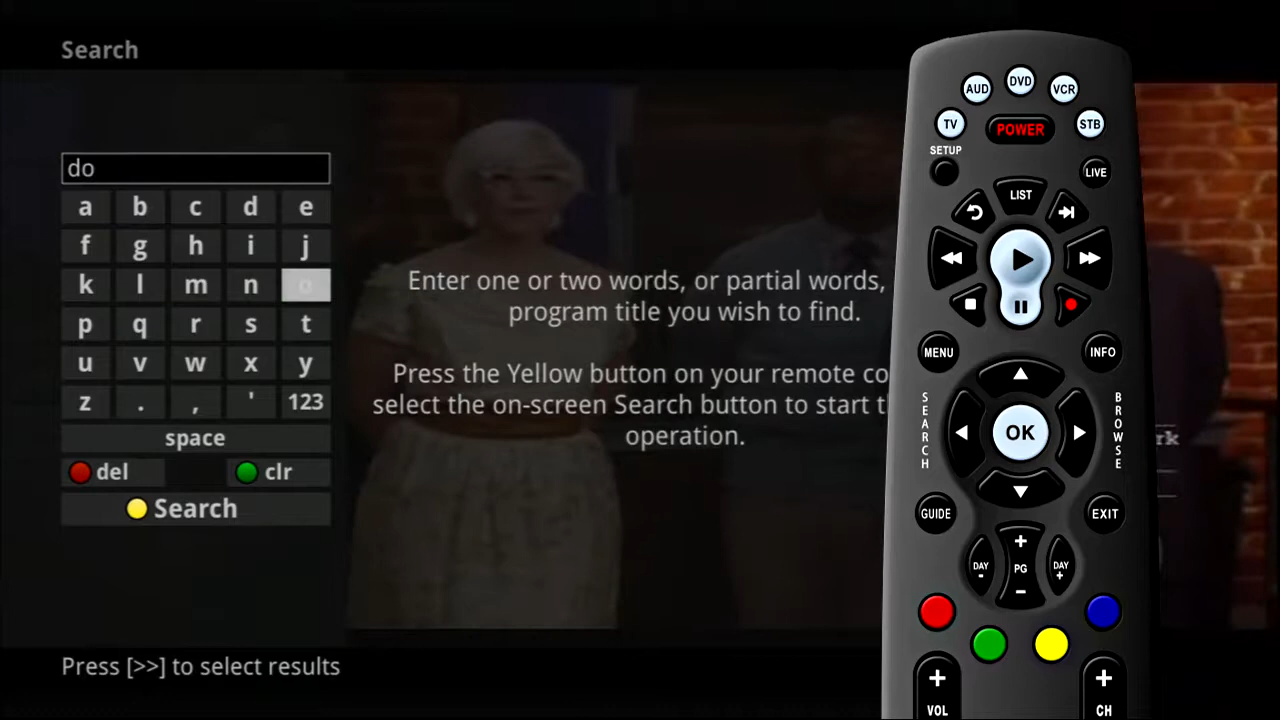 Search
do
a b c d e
f g h i j
k l m n o
p q r s t
u v w x y
z . , ' 123
space
del clr
Search
Enter one or two words, or partial words,
program title you wish to find.
Press the Yellow button on your remote co
select the on-screen Search button to start t
operation.
Press [>>] to select results
AUD DVD VCR
TV POWER STB
SETUP
LIVE
LIST
MENU INFO
SEARCH
OK
BROWSE
GUIDE EXIT
+
DAY - PG DAY +
-
+ +
VOL CH
rk